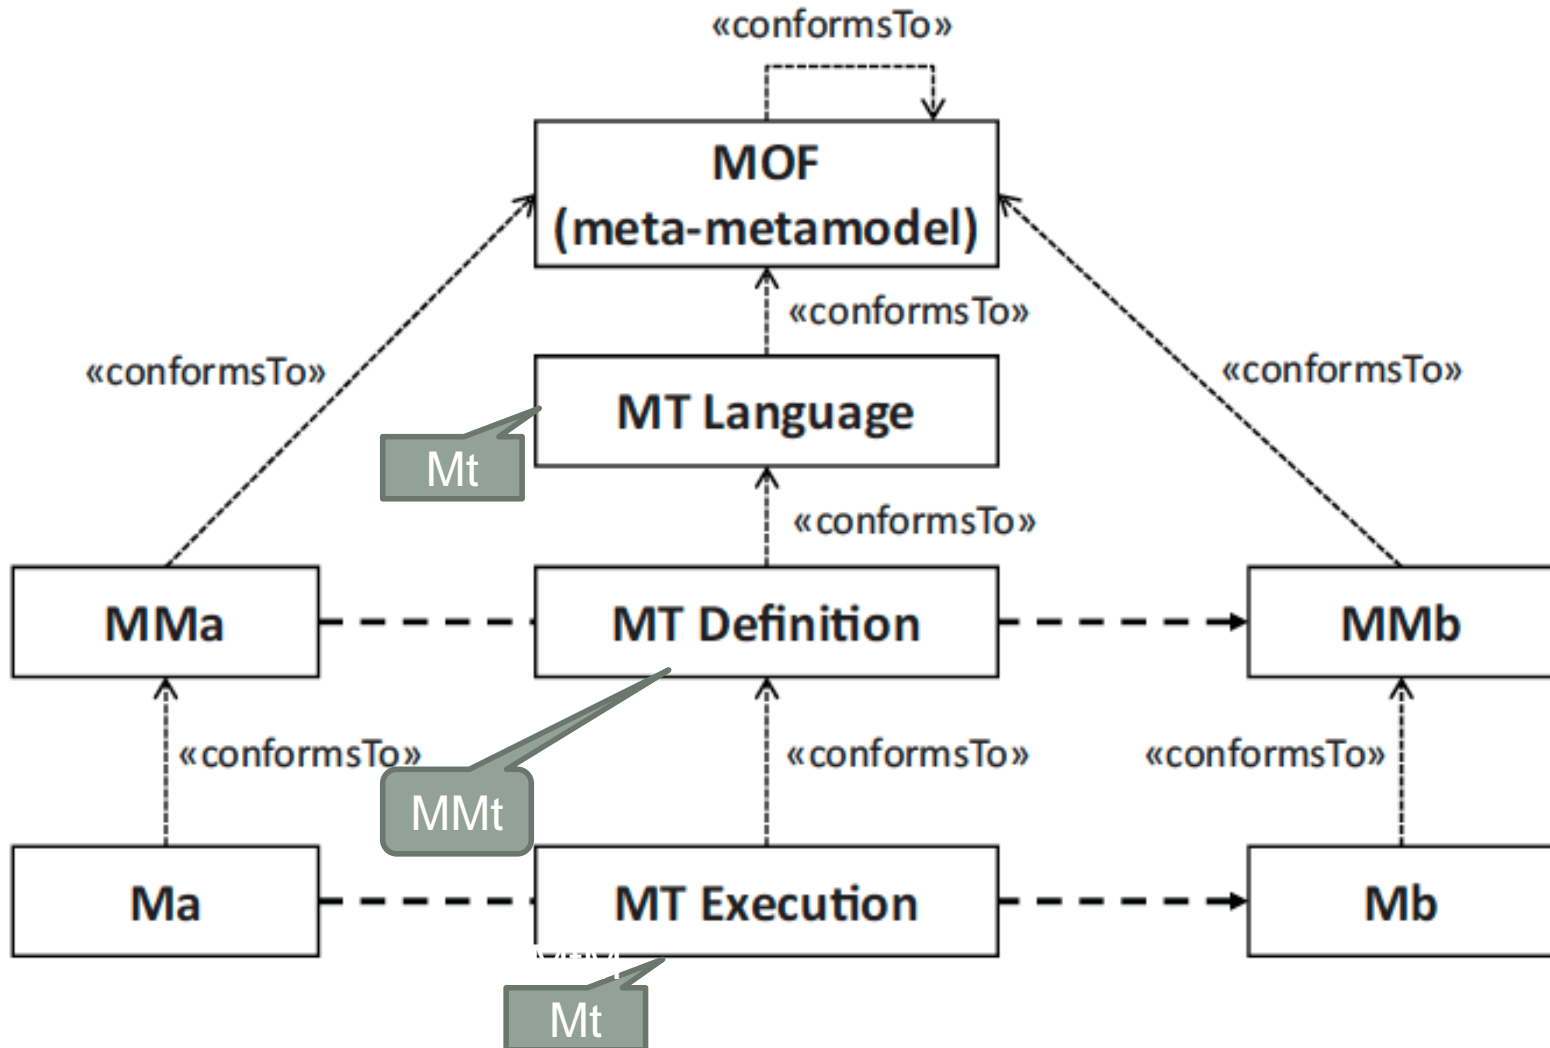 «conformsTo»
MOF
(meta-metamodel)
«conformsTo»
«conformsTo»
«conformsTo»
MT Language
Mt
«conformsTo»
MMa
MT Definition
MMb
«conformsTo»
«conformsTo»
«conformsTo»
MMt
Ma
MT Execution
Mb
Mt